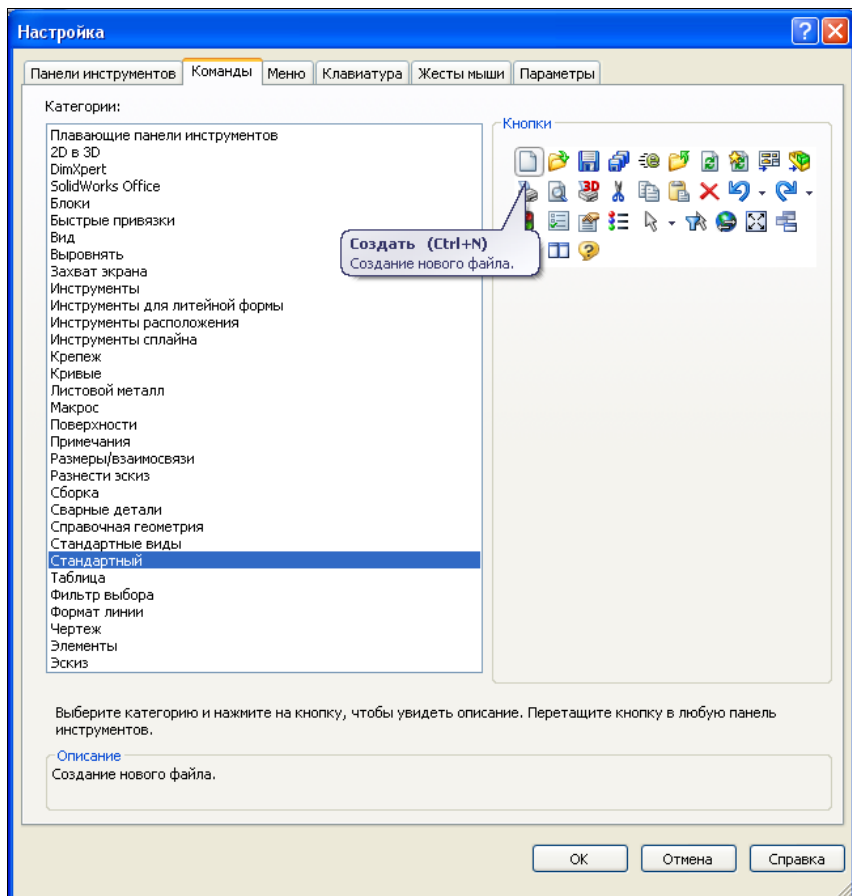 Настройка
Панели инструментов Команды Меню Клавиатура Жесты мыши Параметры
Категории:
Плавающие панели инструментов
2D в 3D
DimXpert
SolidWorks Office
Блоки
Быстрые привязки
Вид
Выровнять
Захват экрана
Инструменты
Инструменты для литейной формы
Инструменты расположения
Инструменты сплайна
Крепеж
Кривые
Листовой металл
Макрос
Поверхности
Примечания
Размеры/взаимосвязи
Разнести эскиз
Сборка
Сварные детали
Справочная геометрия
Стандартные виды
Стандартный
Таблица
Фильтр выбора
Формат линии
Чертеж
Элементы
Эскиз
Кнопки
3D
Создать (Ctrl+N)
Создание нового файла.
Выберите категорию и нажмите на кнопку, чтобы увидеть описание. Перетащите кнопку в любую панель
инструментов.
Описание
Создание нового файла.
OK Отмена Справка